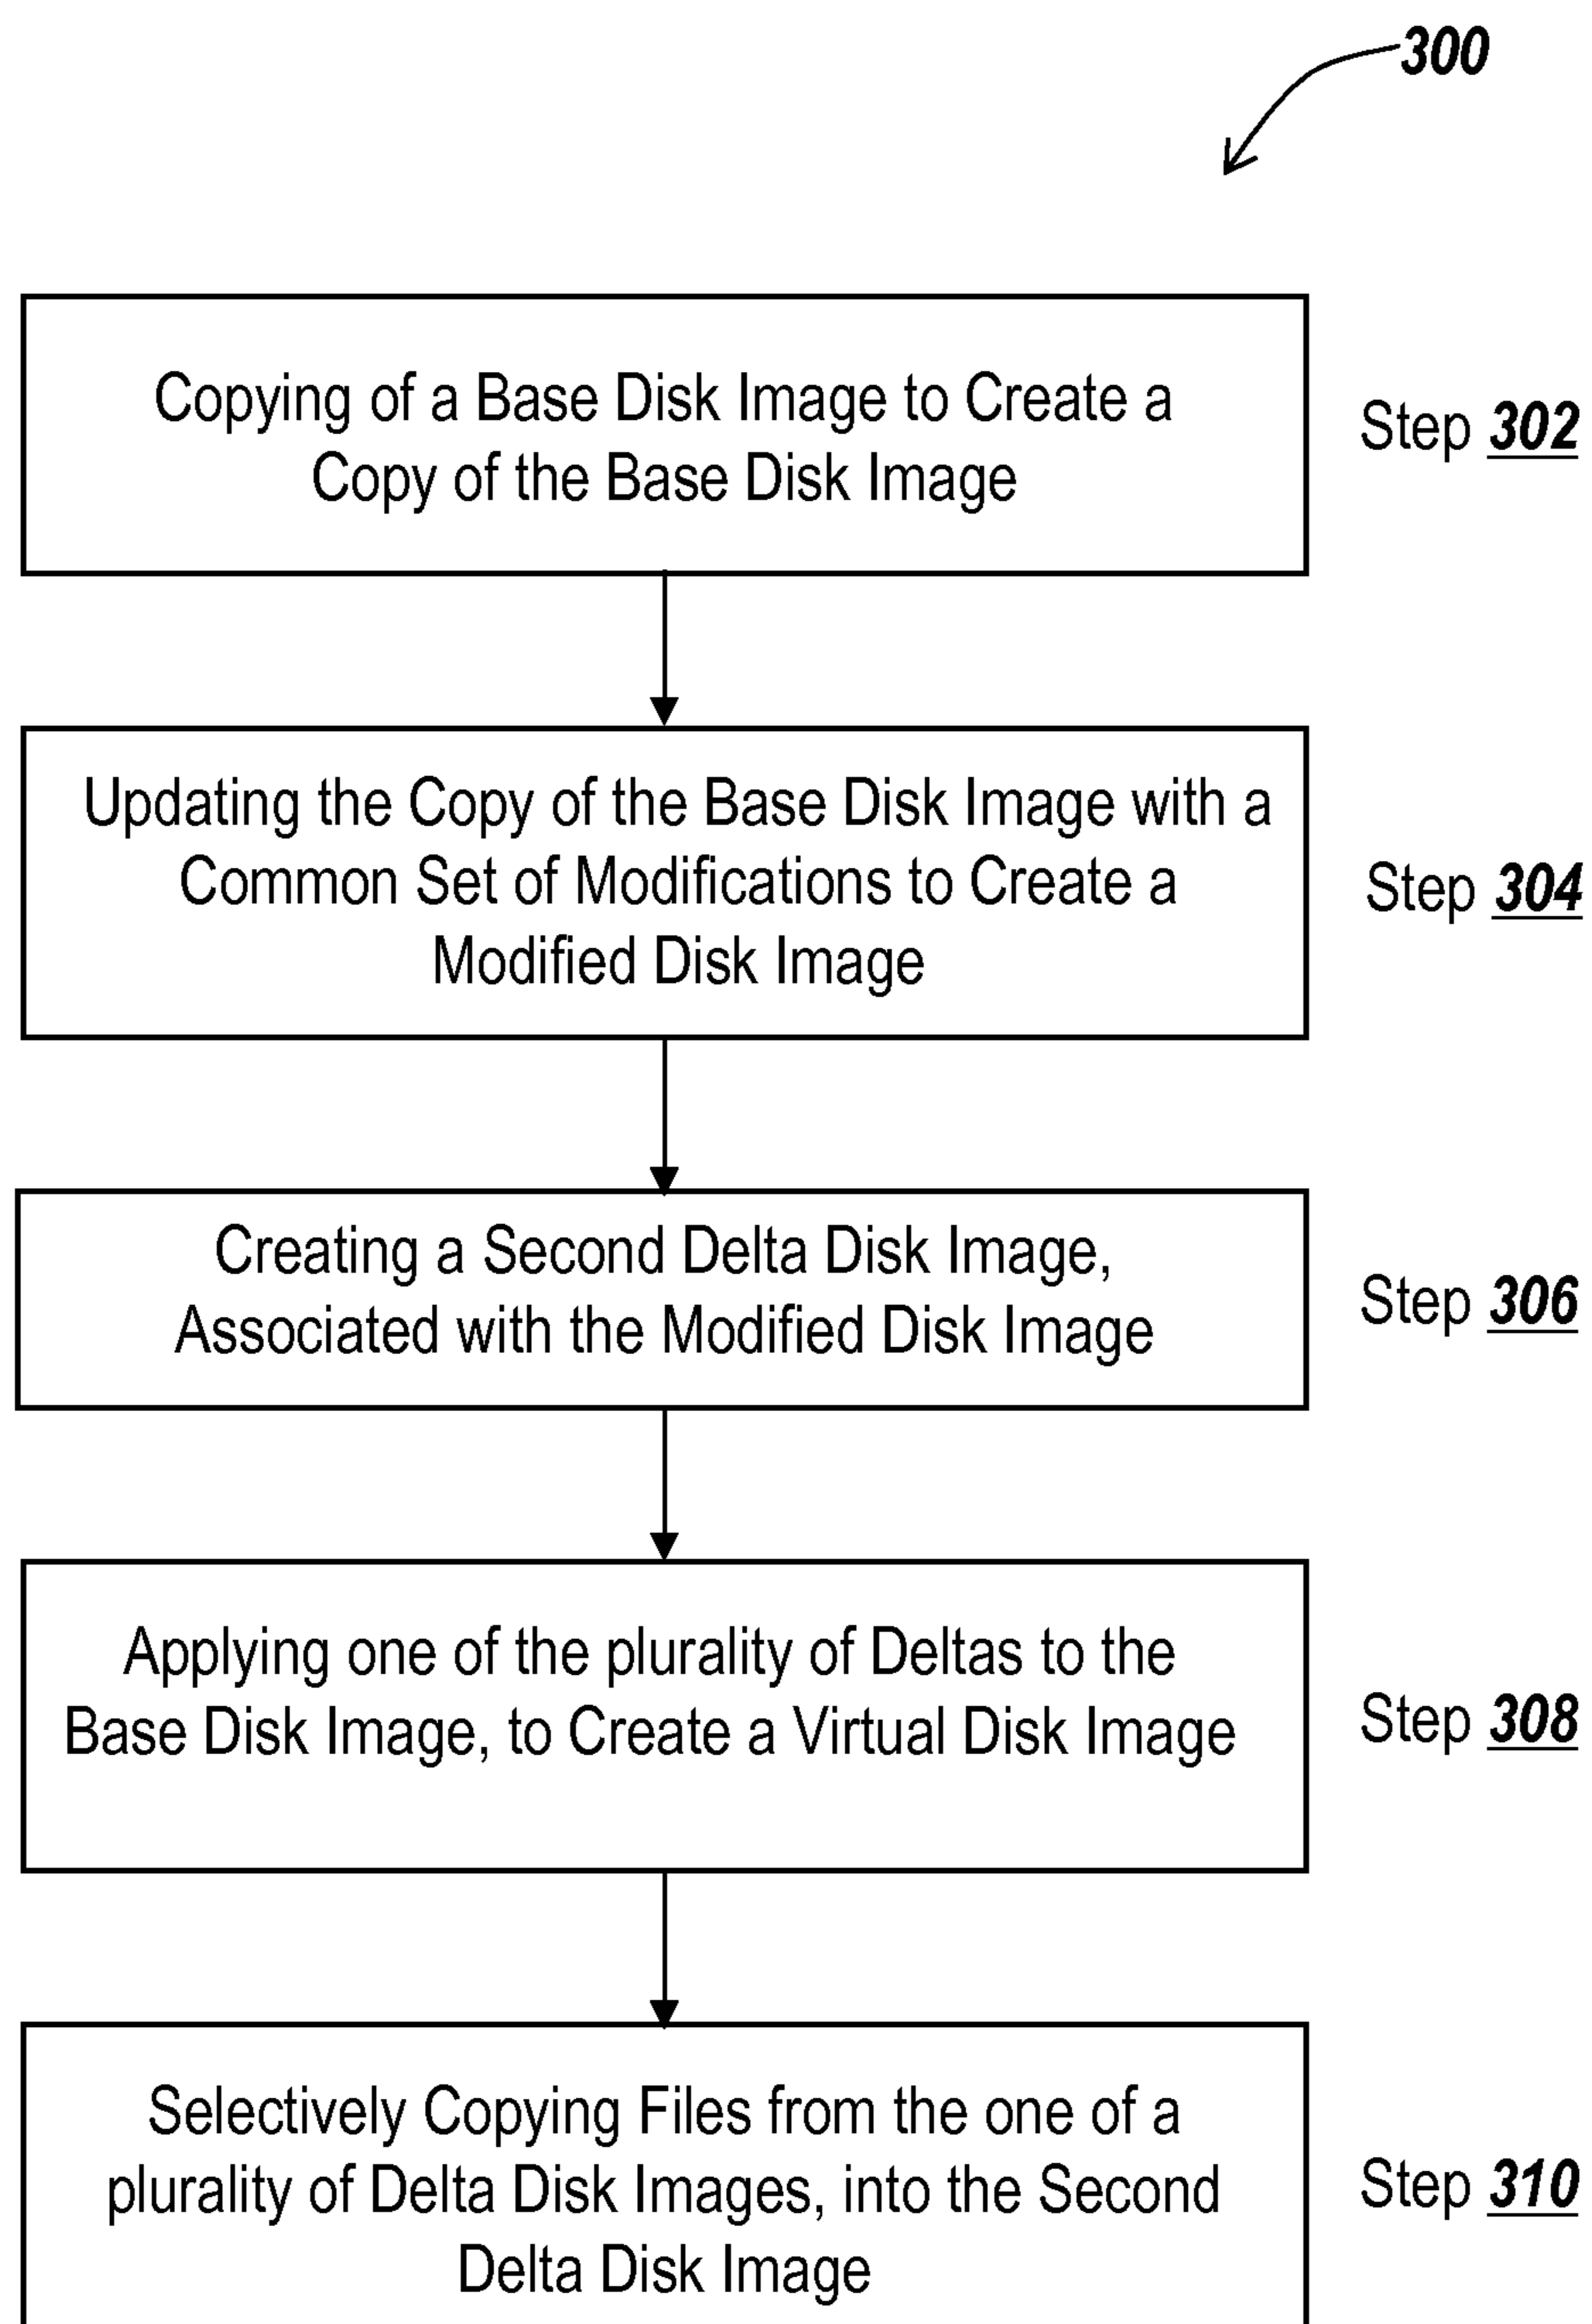 300
Copying of a Base Disk Image to Create a
Copy of the Base Disk Image
Step 302
Updating the Copy of the Base Disk Image with a
Common Set of Modifications to Create a
Modified Disk Image
Step 304
Creating a Second Delta Disk Image,
Associated with the Modified Disk Image
Step 306
Applying one of the plurality of Deltas to the
Base Disk Image, to Create a Virtual Disk Image
Step 308
Selectively Copying Files from the one of a
plurality of Delta Disk Images, into the Second
Delta Disk Image
Step 310